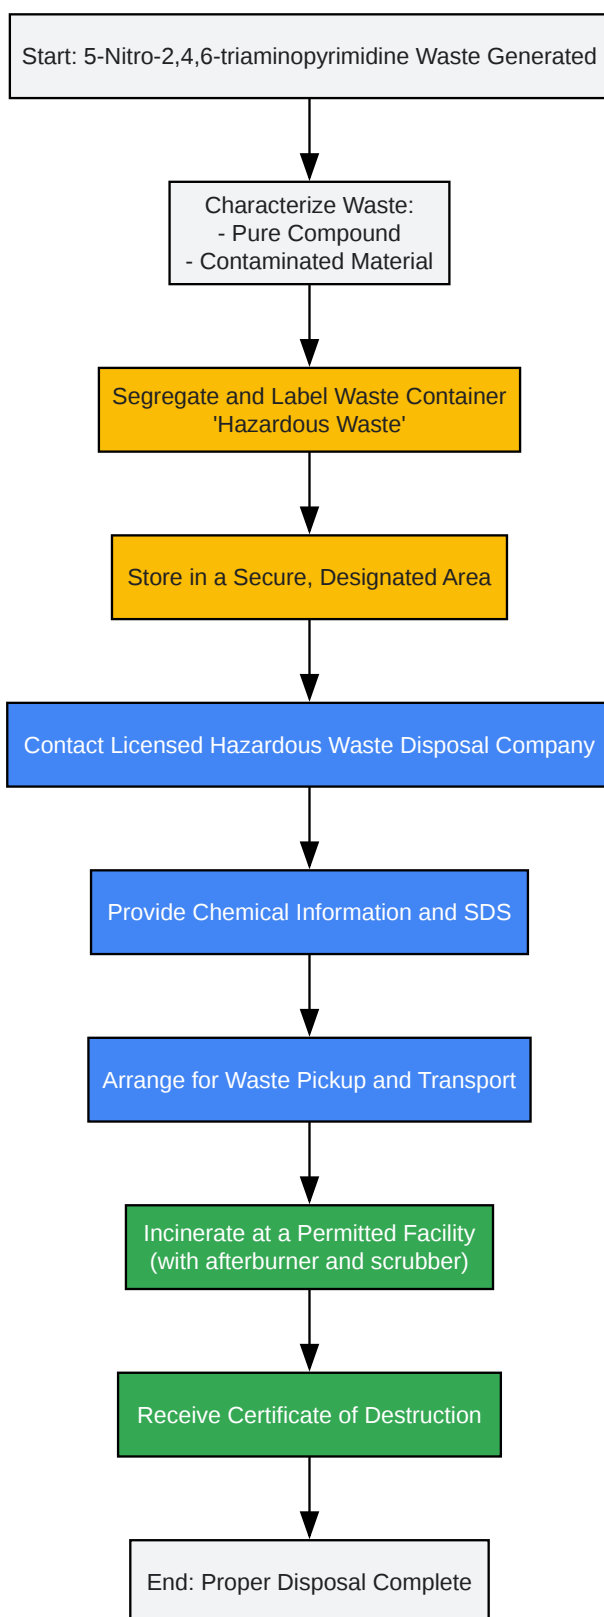 Start: 5-Nitro-2,4,6-triaminopyrimidine Waste Generated
Characterize Waste:
- Pure Compound
- Contaminated Material
Segregate and Label Waste Container
'Hazardous Waste'
Store in a Secure, Designated Area
Contact Licensed Hazardous Waste Disposal Company
Provide Chemical Information and SDS
Arrange for Waste Pickup and Transport
Incinerate at a Permitted Facility
(with afterburner and scrubber)
Receive Certificate of Destruction
End: Proper Disposal Complete